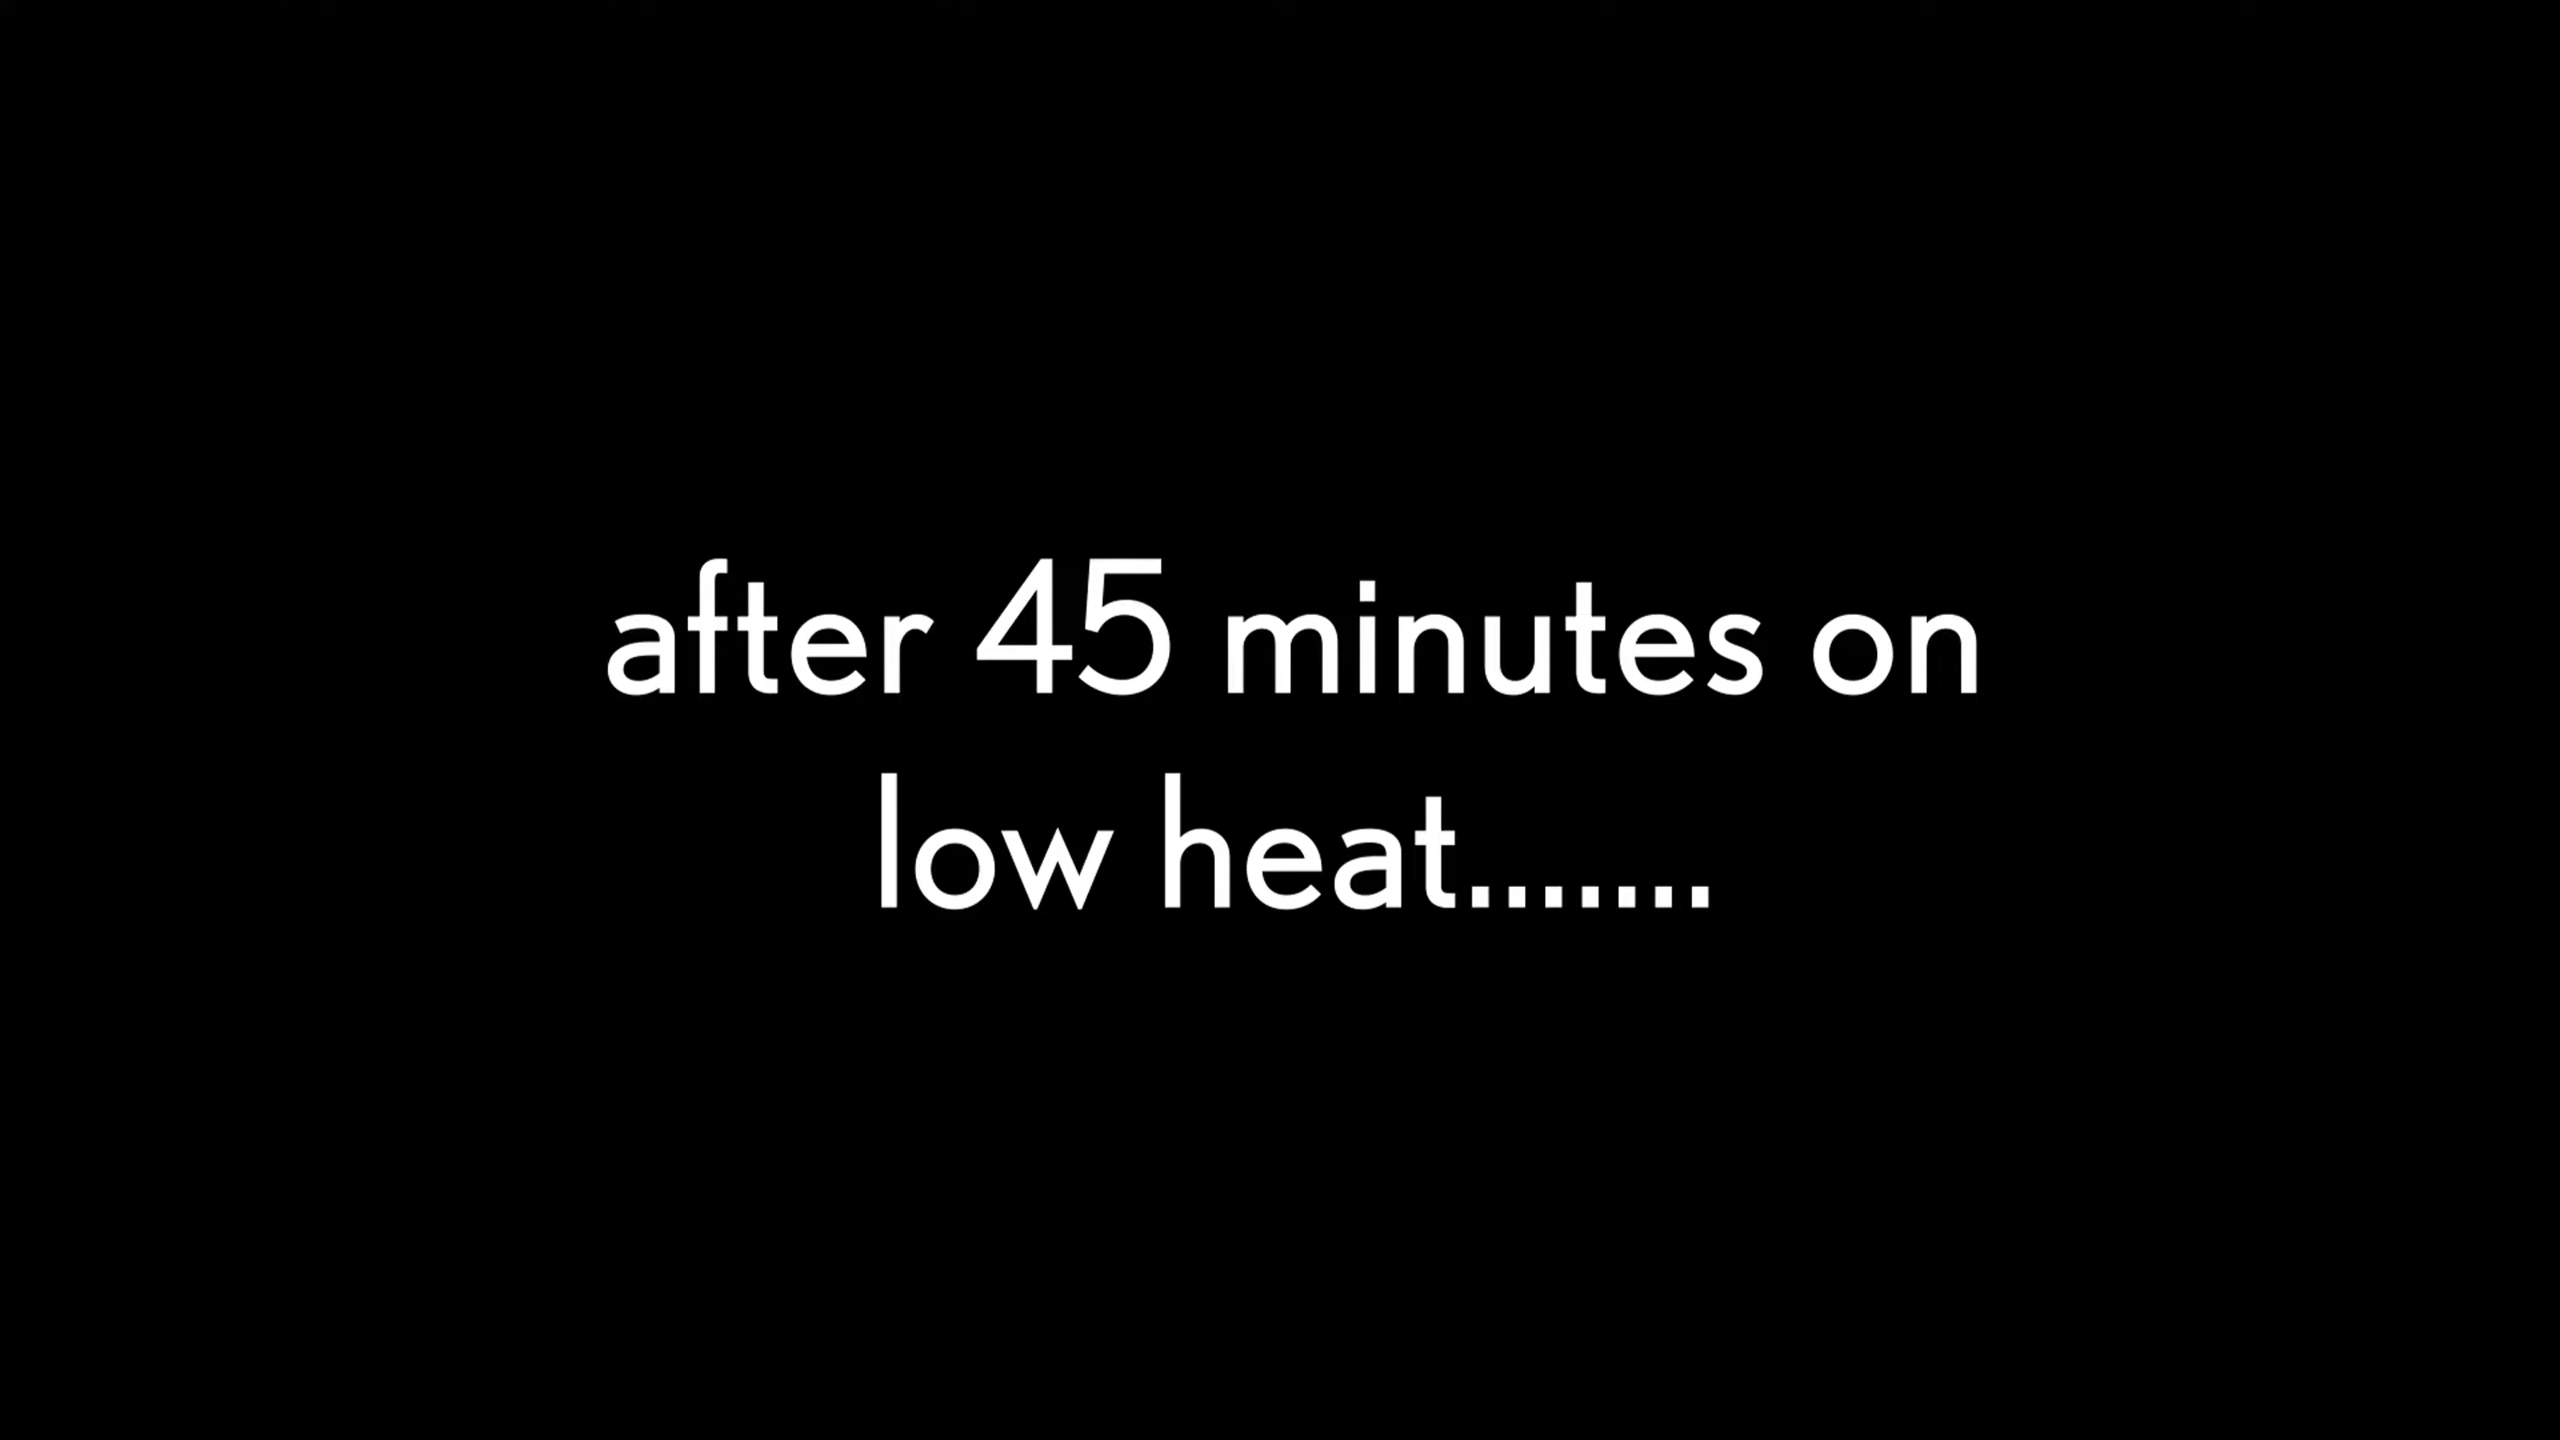 after 45 minutes on
low heat.......